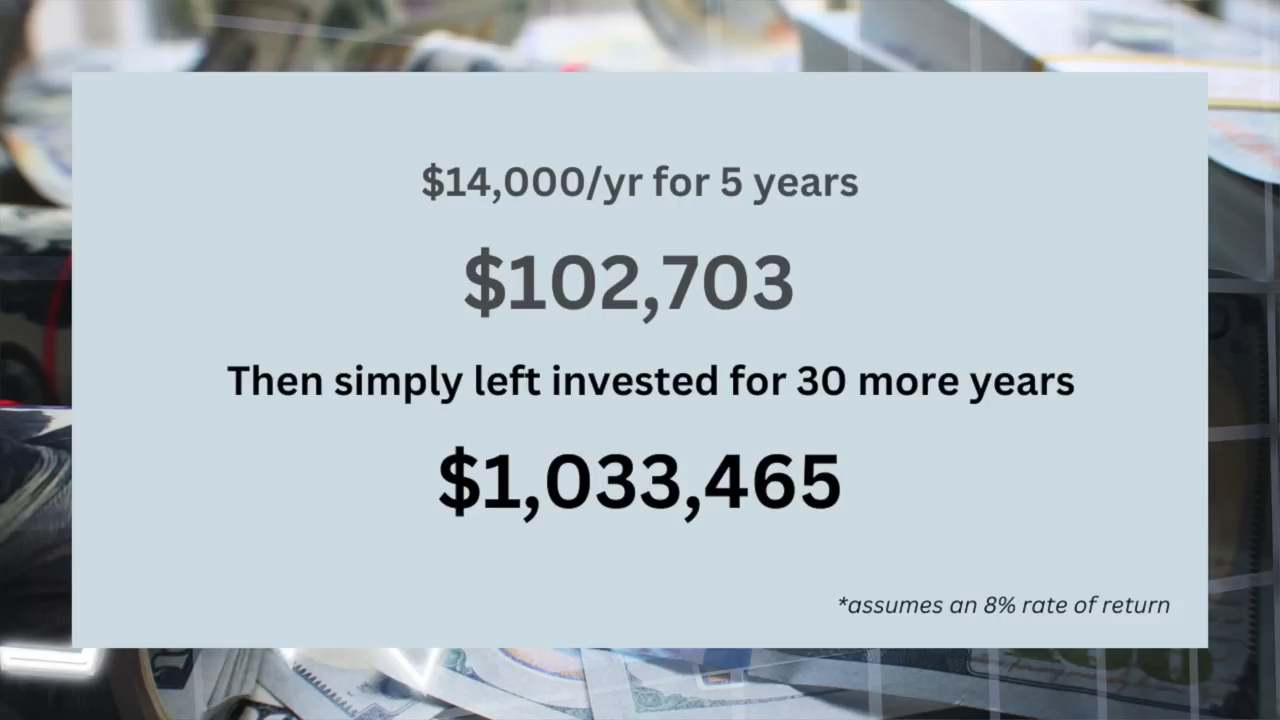 $14,000/yr for 5 years
$102,703
Then simply left invested for 30 more years
$1,033,465
*assumes an 8% rate of return